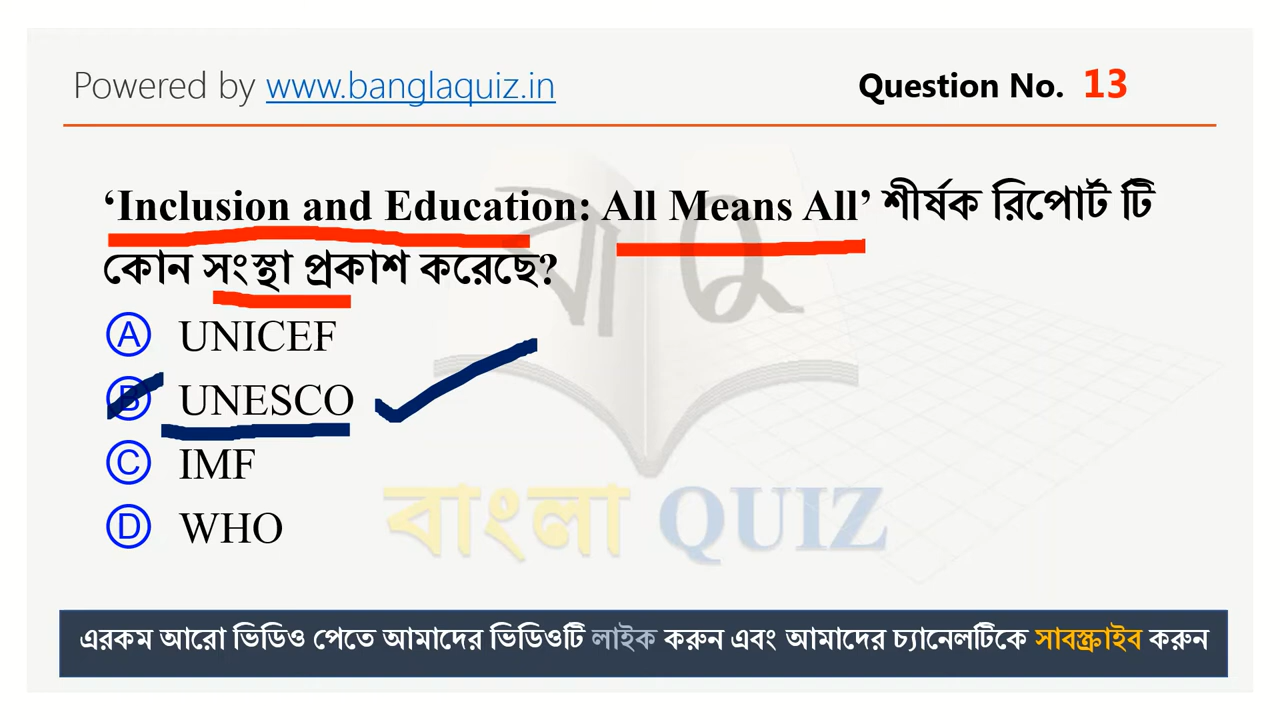 Powered by www.banglaquiz.in
Question No. 13
‘Inclusion and Education: All Means All’ শীর্ষক রিপোর্ট টি
কোন সংস্থা প্রকাশ করেছে?
Ⓐ UNICEF
Ⓑ UNESCO
Ⓒ IMF
Ⓓ WHO
বাQ
বাংলা QUIZ
এরকম আরো ভিডিও পেতে আমাদের ভিডিওটি লাইক করুন এবং আমাদের চ্যানেলটিকে সাবস্ক্রাইব করুন